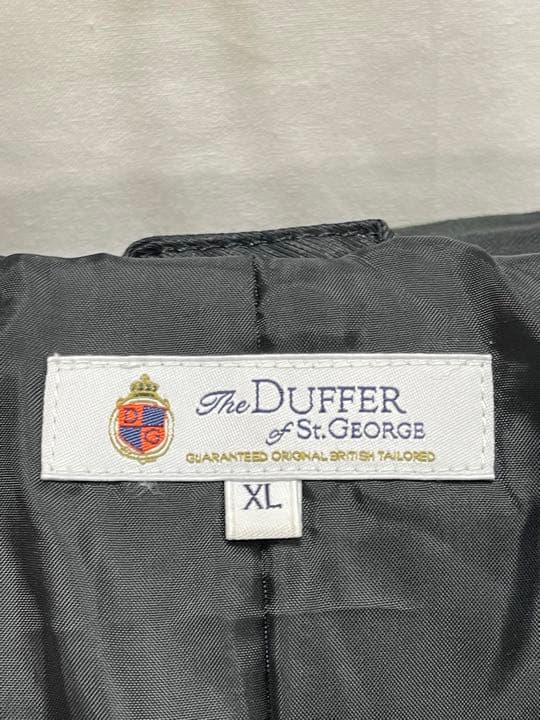 D G
The DUFFER
of St. GEORGE
GUARANTEED ORIGINAL BRITISH TAILORED
XL